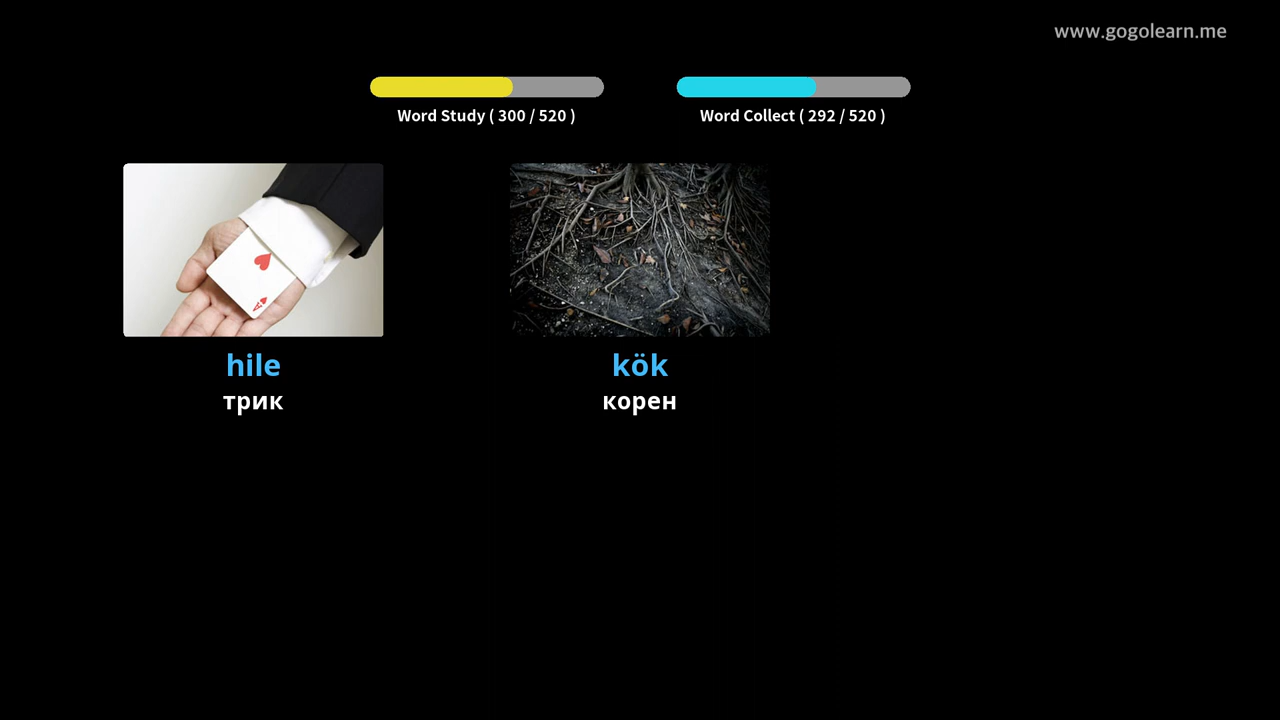 www.gogolearn.me
Word Study ( 300 / 520 )
Word Collect ( 292 / 520 )
A
hile
kök
трик
корен